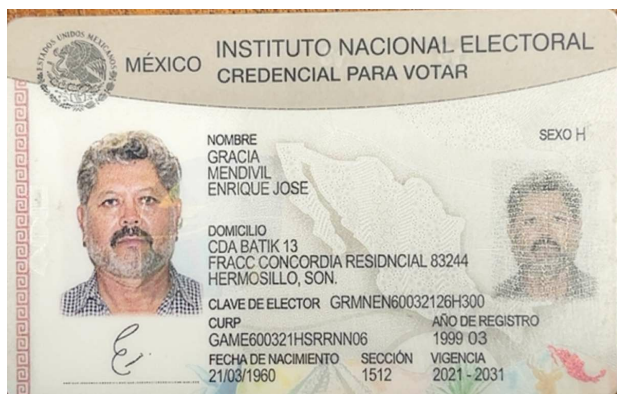 ESTADOS UNIDOS MEXICANOS
MÉXICO
INSTITUTO NACIONAL ELECTORAL
CREDENCIAL PARA VOTAR
NOMBRE
SEXO H
GRACIA
MENDIVIL
ENRIQUE JOSE
DOMICILIO
CDA BATIK 13
FRACC CONCORDIA RESIDNCIAL 83244
HERMOSILLO, SON.
CLAVE DE ELECTOR GRMNEN60032126H300
CURP AÑO DE REGISTRO
GAME600321HSRRNN06 1999 03
FECHA DE NACIMIENTO SECCIÓN VIGENCIA
21/03/1960 1512 2021 - 2031